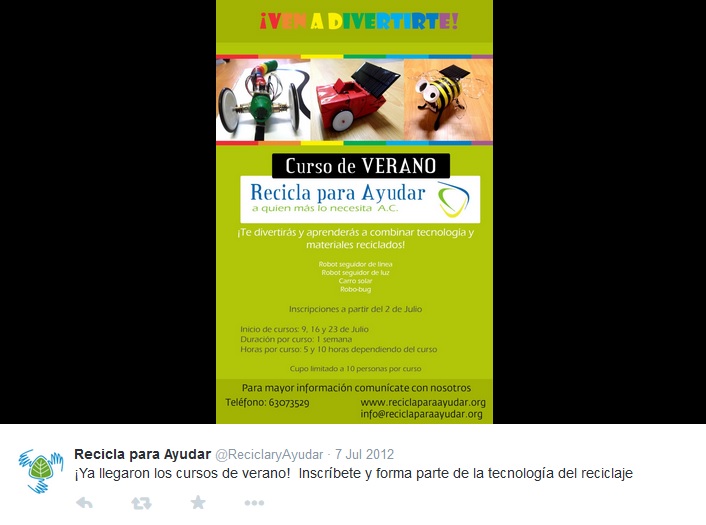 ¡VEN A DIVERTIRTE!
Curso de VERANO
Recicla para Ayudar
a quien más lo necesita A.C.
¡Te divertirás y aprenderás a combinar tecnología y
materiales reciclados!
Robot seguidor de línea
Robot seguidor de luz
Carro solar
Robo-bug
Inscripciones a partir del 2 de Julio
Inicio de cursos: 9, 16 y 23 de Julio
Duración por curso: 1 semana
Horas por curso: 5 y 10 horas dependiendo del curso
Cupo limitado a 10 personas por curso
Para mayor información comunícate con nosotros
Teléfono: 63073529 www.reciclaparaayudar.org
info@reciclaparaayudar.org
Recicla para Ayudar @ReciclaryAyudar · 7 Jul 2012
¡Ya llegaron los cursos de verano! Inscríbete y forma parte de la tecnología del reciclaje